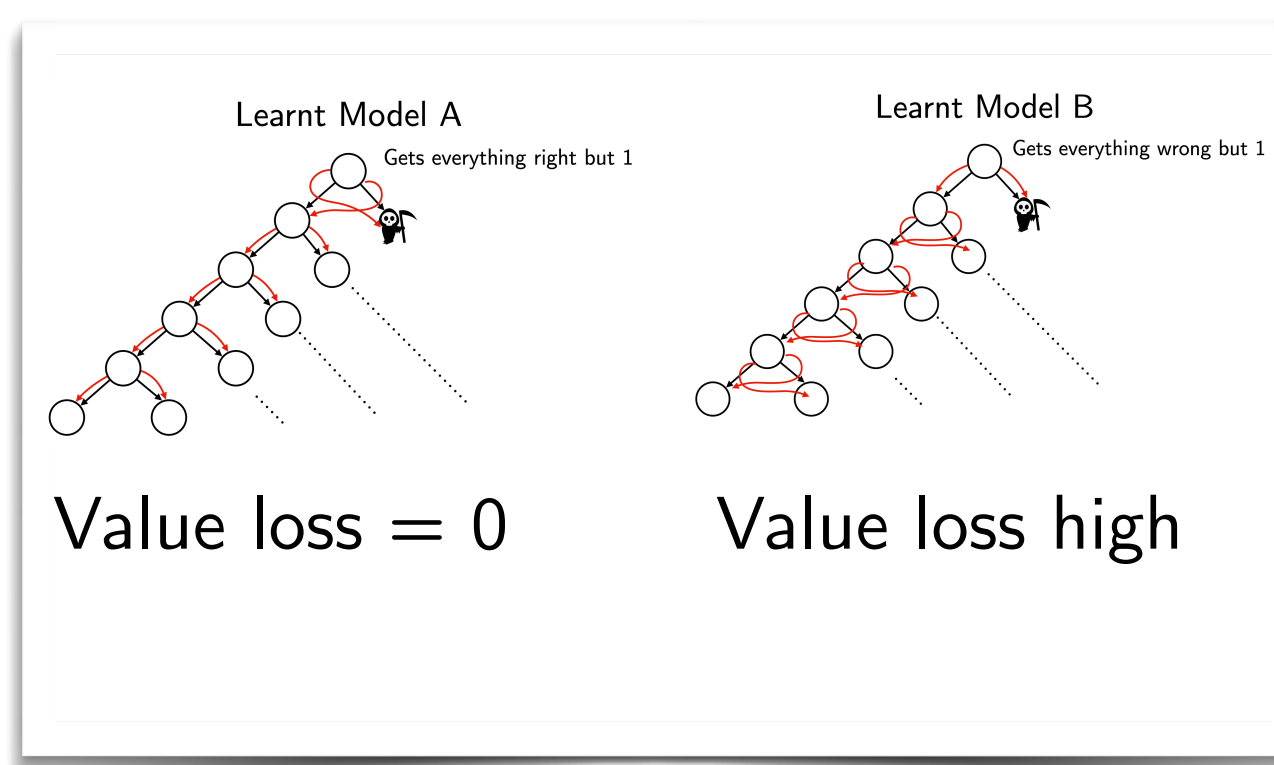 Learnt Model A
Gets everything right but 1
Value loss = 0
Learnt Model B
Gets everything wrong but 1
Value loss high